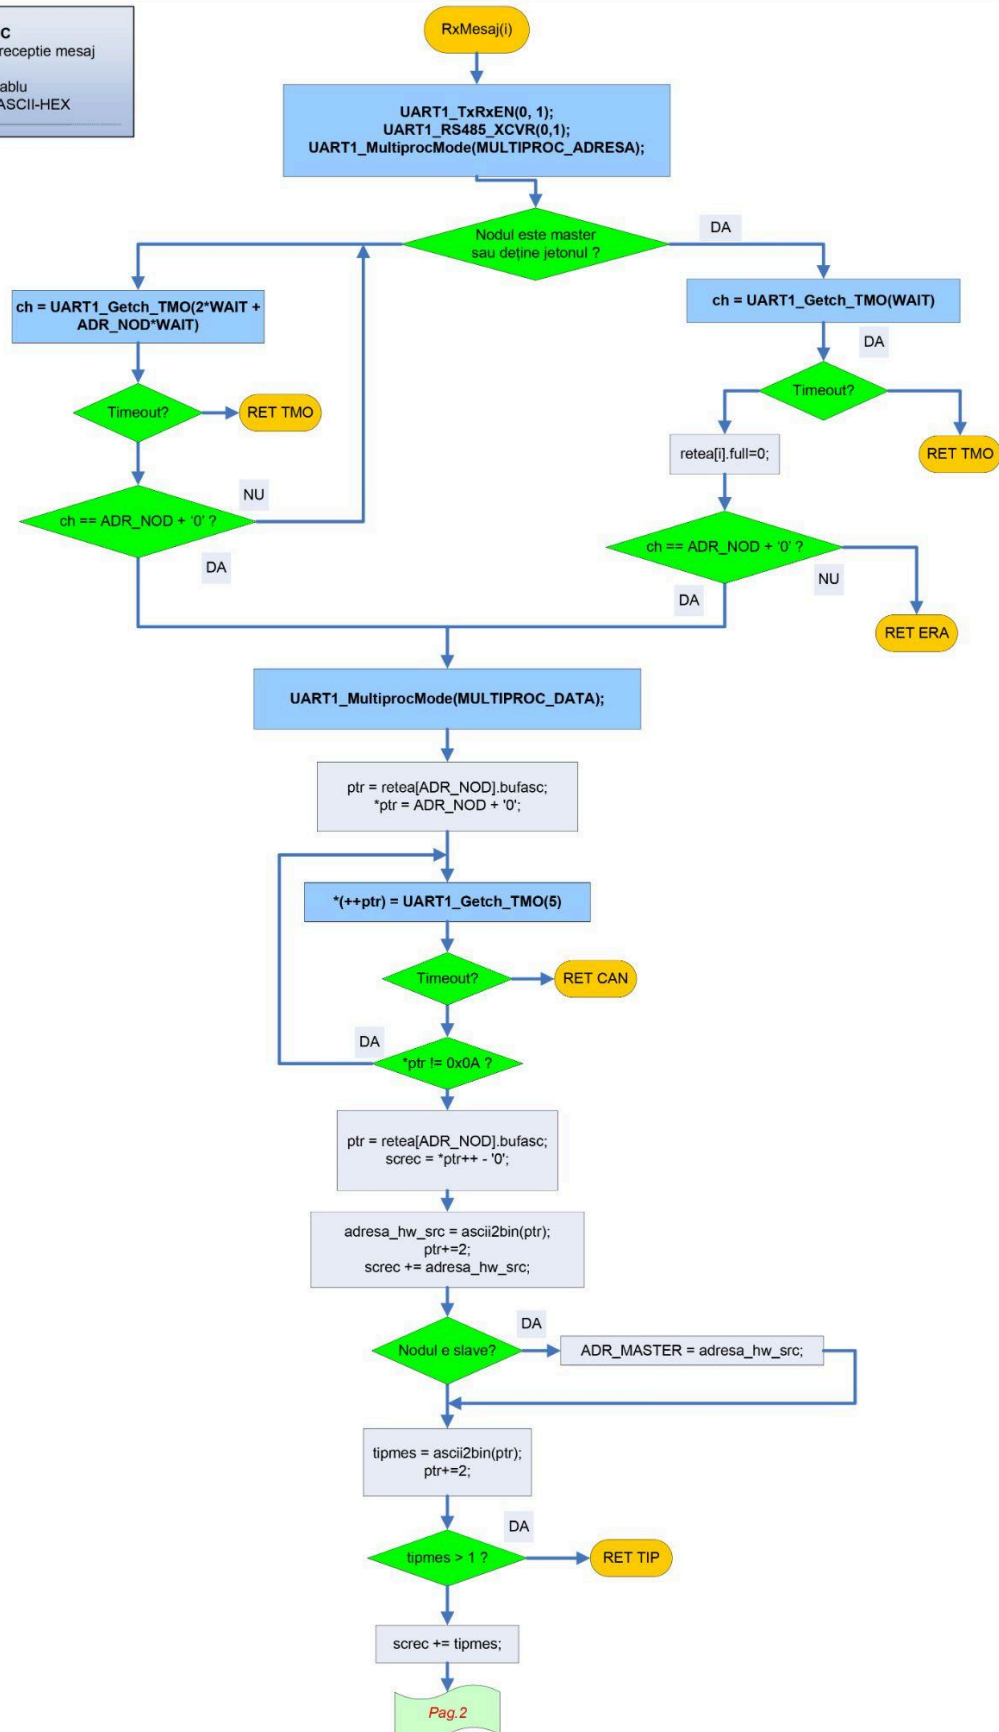 C
receptie mesaj
ablu
ASCII-HEX
RxMesaj(i)
UART1_TxRxEN(0, 1);
UART1_RS485_XCVR(0,1);
UART1_MultiprocMode(MULTIPROC_ADRESA);
Nodul este master
sau deține jetonul ?
DA
ch = UART1_Getch_TMO(2*WAIT +
ADR_NOD*WAIT)
ch = UART1_Getch_TMO(WAIT)
DA
Timeout?
RET TMO
Timeout?
RET TMO
retea[i].full=0;
NU
ch == ADR_NOD + '0' ?
DA
ch == ADR_NOD + '0' ?
NU
DA
RET ERA
UART1_MultiprocMode(MULTIPROC_DATA);
ptr = retea[ADR_NOD].bufasc;
*ptr = ADR_NOD + '0';
*(++ptr) = UART1_Getch_TMO(5)
Timeout?
RET CAN
DA
*ptr != 0x0A ?
ptr = retea[ADR_NOD].bufasc;
screc = *ptr++ - '0';
adresa_hw_src = ascii2bin(ptr);
ptr+=2;
screc += adresa_hw_src;
DA
Nodul e slave?
ADR_MASTER = adresa_hw_src;
tipmes = ascii2bin(ptr);
ptr+=2;
DA
tipmes > 1 ?
RET TIP
screc += tipmes;
Pag.2